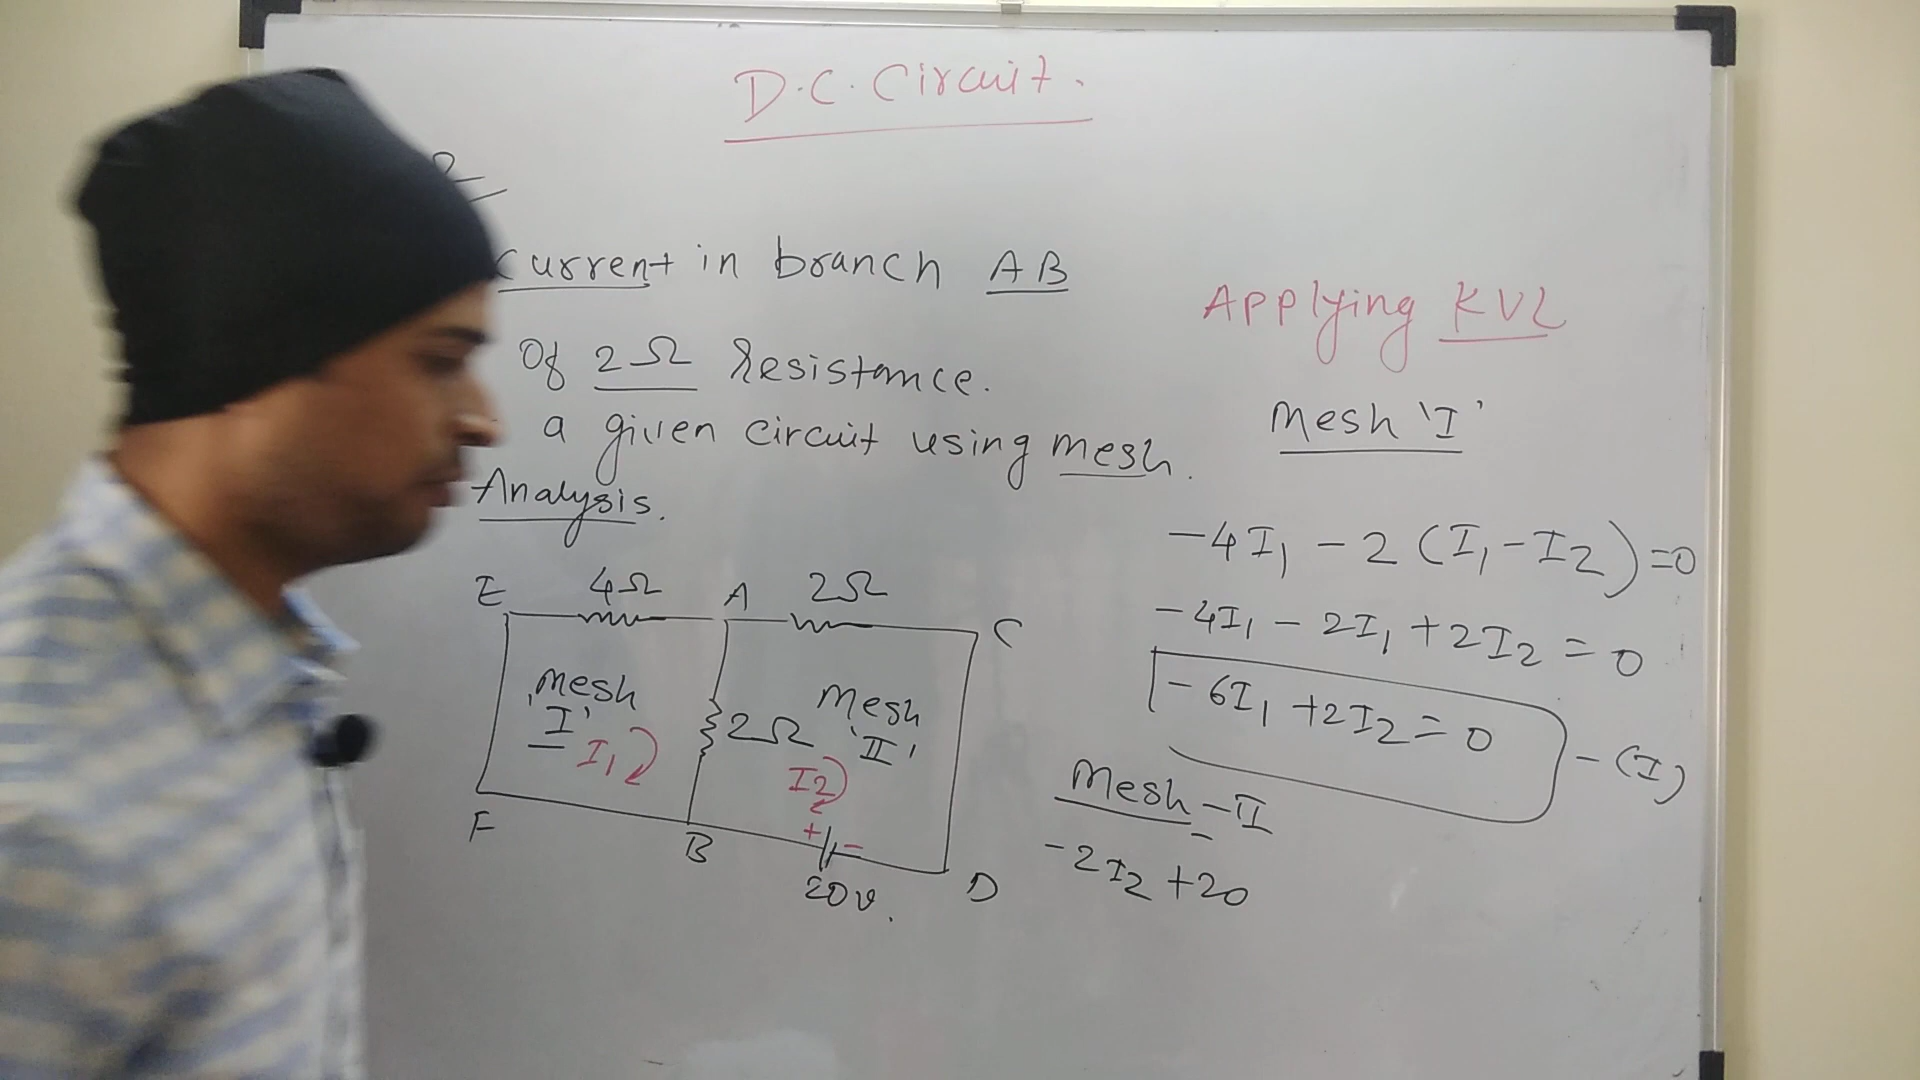 D.C. Circuit.
2
Current in branch AB
Of 2Ω Resistance.
a given circuit using mesh.
Analysis.
E 4Ω A 2Ω C
Mesh 'I'
I1
2Ω
Mesh 'II'
I2
+ -
F B 20v. D
Applying KVL
Mesh 'I'
-4I1 - 2 (I1 - I2) = 0
-4I1 - 2I1 + 2I2 = 0
-6I1 + 2I2 = 0 - (I)
Mesh - II
-2I2 + 20